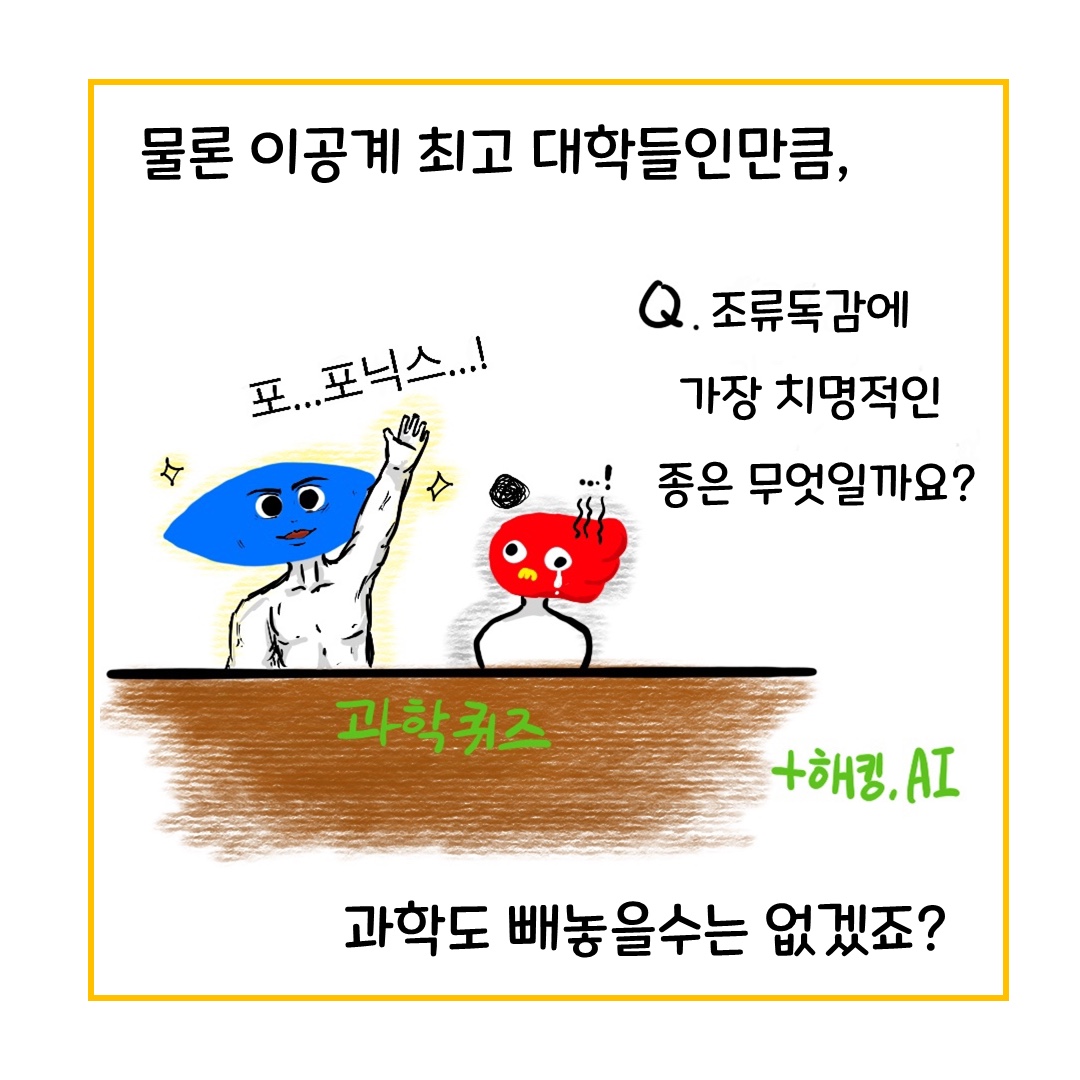 물론 이공계 최고 대학들인만큼,
Q. 조류독감에
가장 치명적인
종은 무엇일까요?
포...포닉스...!
...!
과학퀴즈
+해킹, AI
과학도 빼놓을수는 없겠죠?